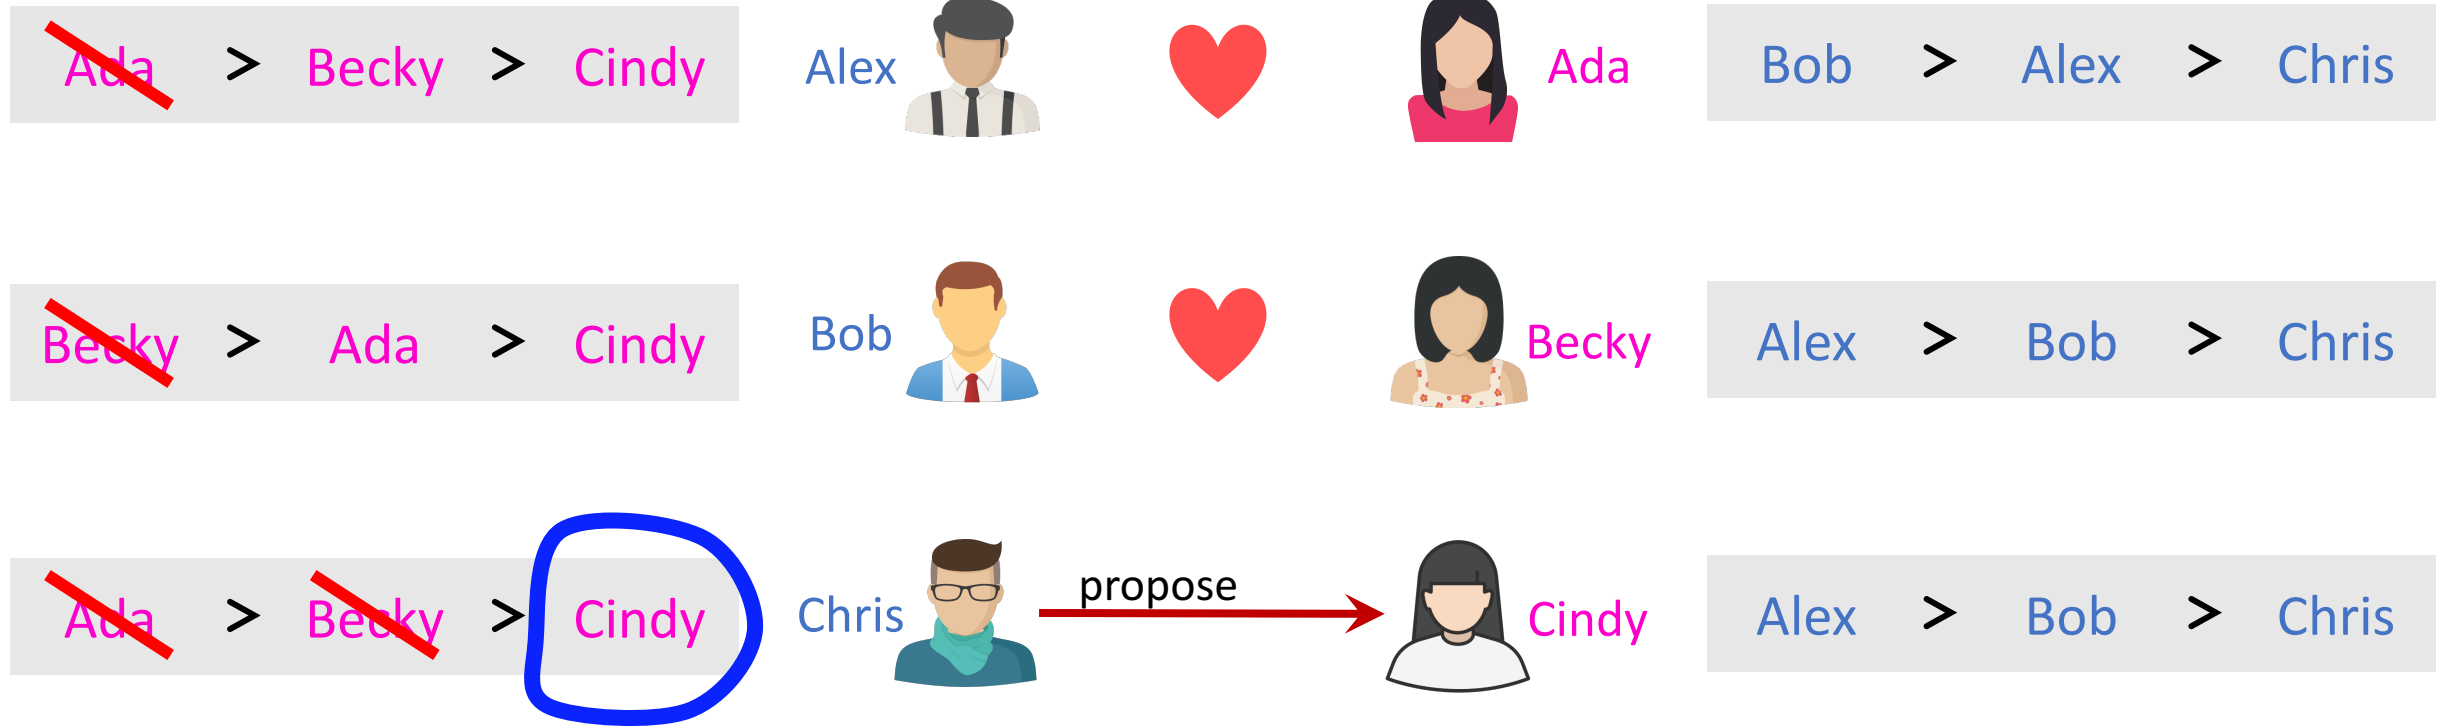 Ada > Becky > Cindy Alex Ada Bob > Alex > Chris
Becky > Ada > Cindy Bob Becky Alex > Bob > Chris
propose
Ada > Becky > Cindy Chris Cindy Alex > Bob > Chris